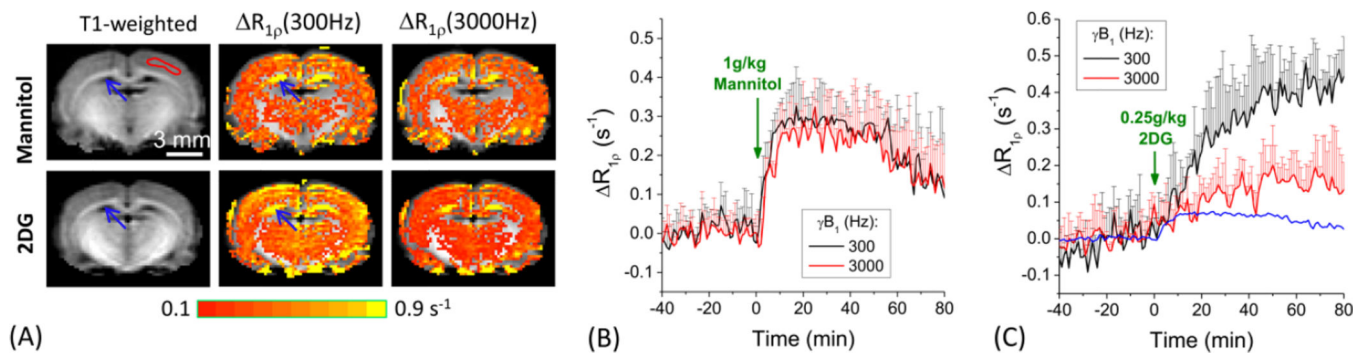 T1-weighted ΔR1ρ(300Hz) ΔR1ρ(3000Hz)
Mannitol
3 mm
2DG
0.1 0.9 s⁻¹
(A)
ΔR1ρ (s⁻¹)
0.5
0.4
0.3
0.2
0.1
0.0
-0.1
1g/kg
Mannitol
γB1 (Hz):
300
3000
-40 -20 0 20 40 60 80
Time (min)
(B)
ΔR1ρ (s⁻¹)
0.6
0.5
0.4
0.3
0.2
0.1
0.0
-0.1
γB1 (Hz):
300
3000
0.25g/kg
2DG
-40 -20 0 20 40 60 80
Time (min)
(C)